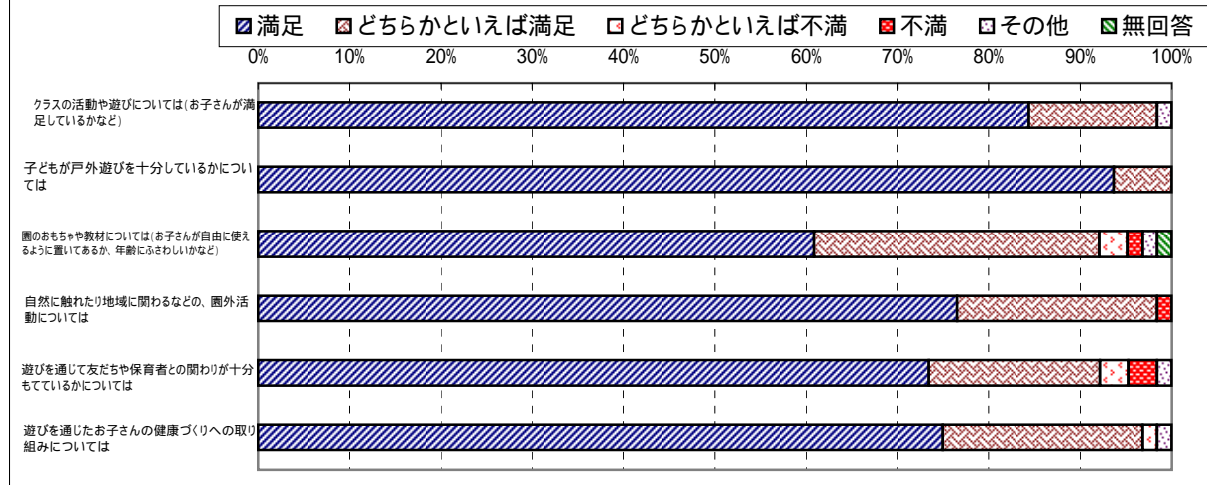 満足 どちらかといえば満足 どちらかといえば不満 不満 その他 無回答
0% 10% 20% 30% 40% 50% 60% 70% 80% 90% 100%
クラスの活動や遊びについては(お子さんが満
足しているかなど)
子どもが戸外遊びを十分しているかについ
ては
園のおもちゃや教材については(お子さんが自由に使え
るように置いてあるか、年齢にふさわしいかなど)
自然に触れたり地域に関わるなどの、園外活
動については
遊びを通じて友だちや保育者との関わりが十分
もてているかについては
遊びを通じたお子さんの健康づくりへの取り
組みについては